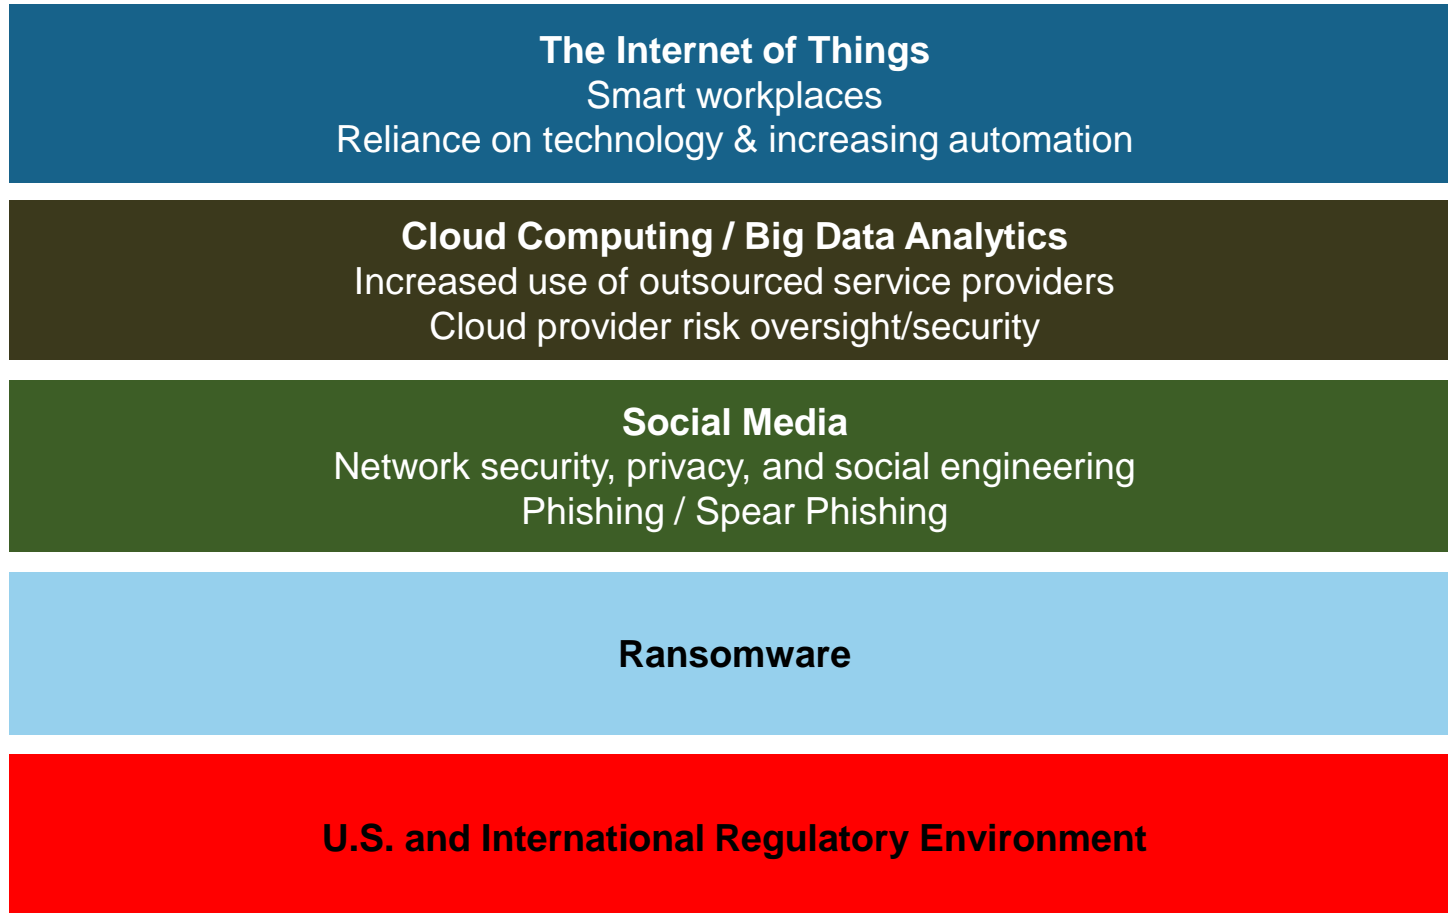 The Internet of Things
Smart workplaces
Reliance on technology & increasing automation
Cloud Computing / Big Data Analytics
Increased use of outsourced service providers
Cloud provider risk oversight/security
Social Media
Network security, privacy, and social engineering
Phishing / Spear Phishing
Ransomware
U.S. and International Regulatory Environment